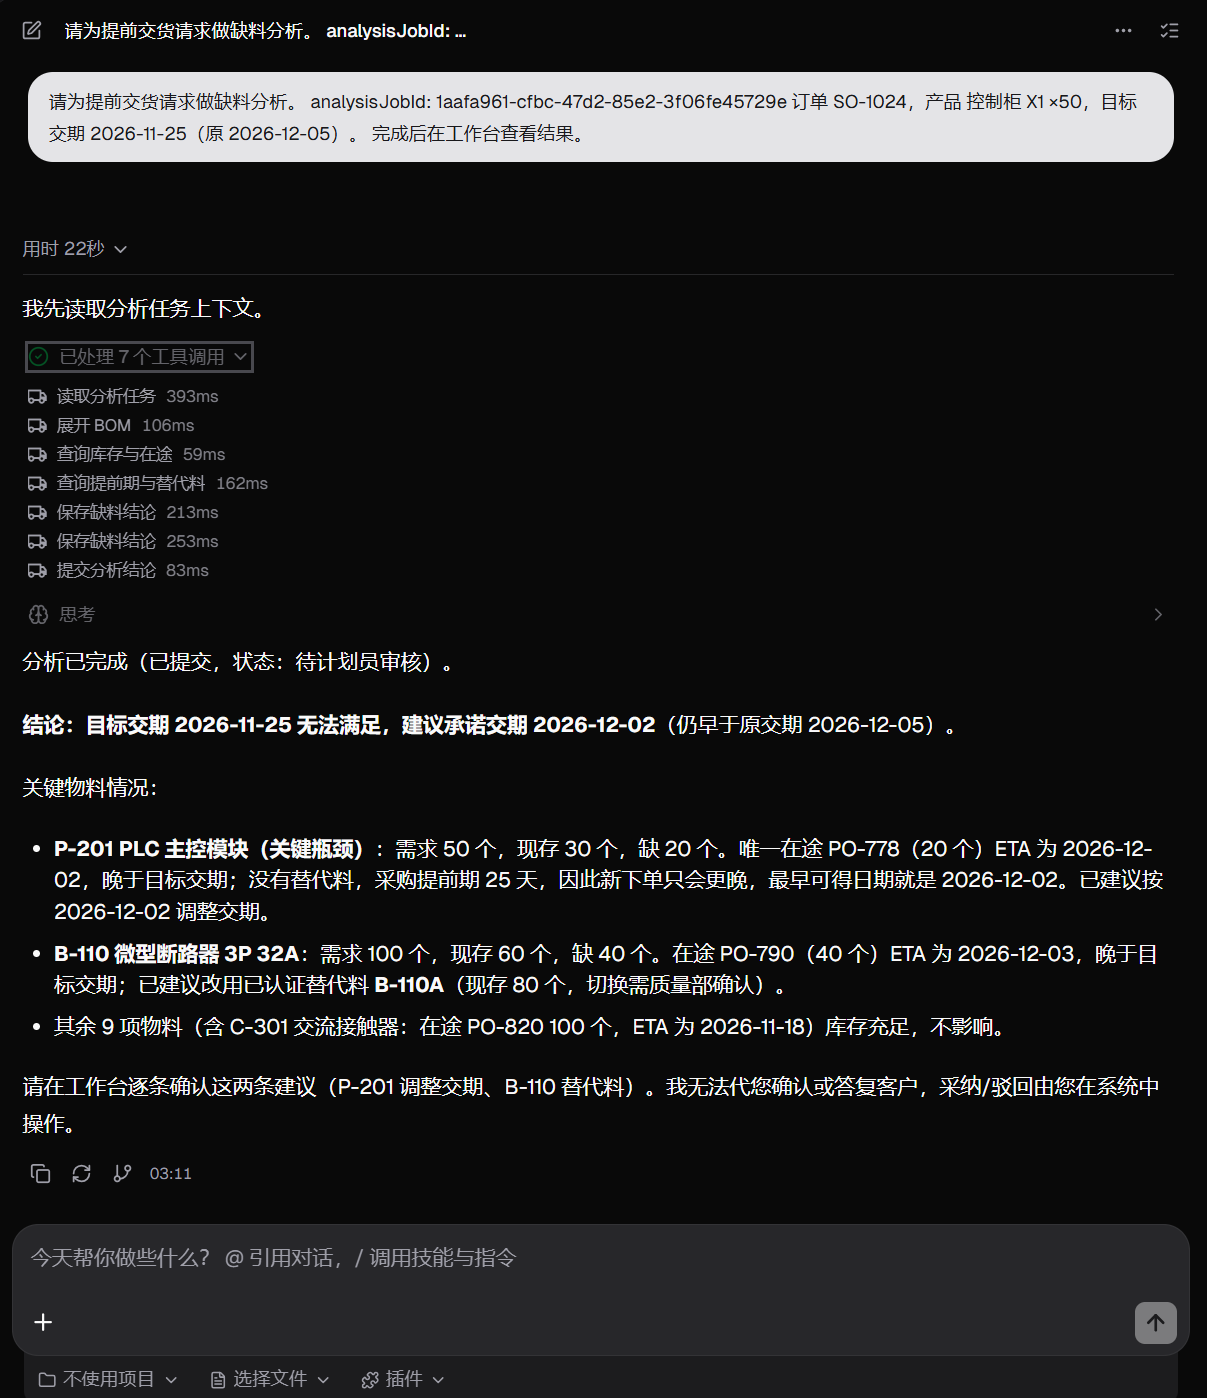 请为提前交货请求做缺料分析。 analysisJobId: ...
请为提前交货请求做缺料分析。 analysisJobId: 1aafa961-cfbc-47d2-85e2-3f06fe45729e 订单 SO-1024，产品 控制柜 X1 ×50，目标
交期 2026-11-25（原 2026-12-05）。 完成后在工作台查看结果。
用时 22秒
我先读取分析任务上下文。
已处理 7 个工具调用
读取分析任务 393ms
展开 BOM 106ms
查询库存与在途 59ms
查询提前期与替代料 162ms
保存缺料结论 213ms
保存缺料结论 253ms
提交分析结论 83ms
思考
分析已完成（已提交，状态：待计划员审核）。
结论：目标交期 2026-11-25 无法满足，建议承诺交期 2026-12-02（仍早于原交期 2026-12-05）。
关键物料情况：
• P-201 PLC 主控模块（关键瓶颈）：需求 50 个，现存 30 个，缺 20 个。唯一在途 PO-778（20 个）ETA 为 2026-12-
02，晚于目标交期；没有替代料，采购提前期 25 天，因此新下单只会更晚，最早可得日期就是 2026-12-02。已建议按
2026-12-02 调整交期。
• B-110 微型断路器 3P 32A：需求 100 个，现存 60 个，缺 40 个。在途 PO-790（40 个）ETA 为 2026-12-03，晚于目
标交期；已建议改用已认证替代料 B-110A（现存 80 个，切换需质量部确认）。
• 其余 9 项物料（含 C-301 交流接触器：在途 PO-820 100 个，ETA 为 2026-11-18）库存充足，不影响。
请在工作台逐条确认这两条建议（P-201 调整交期、B-110 替代料）。我无法代您确认或答复客户，采纳/驳回由您在系统中
操作。
03:11
今天帮你做些什么？ @ 引用对话，/ 调用技能与指令
不使用项目 选择文件 插件